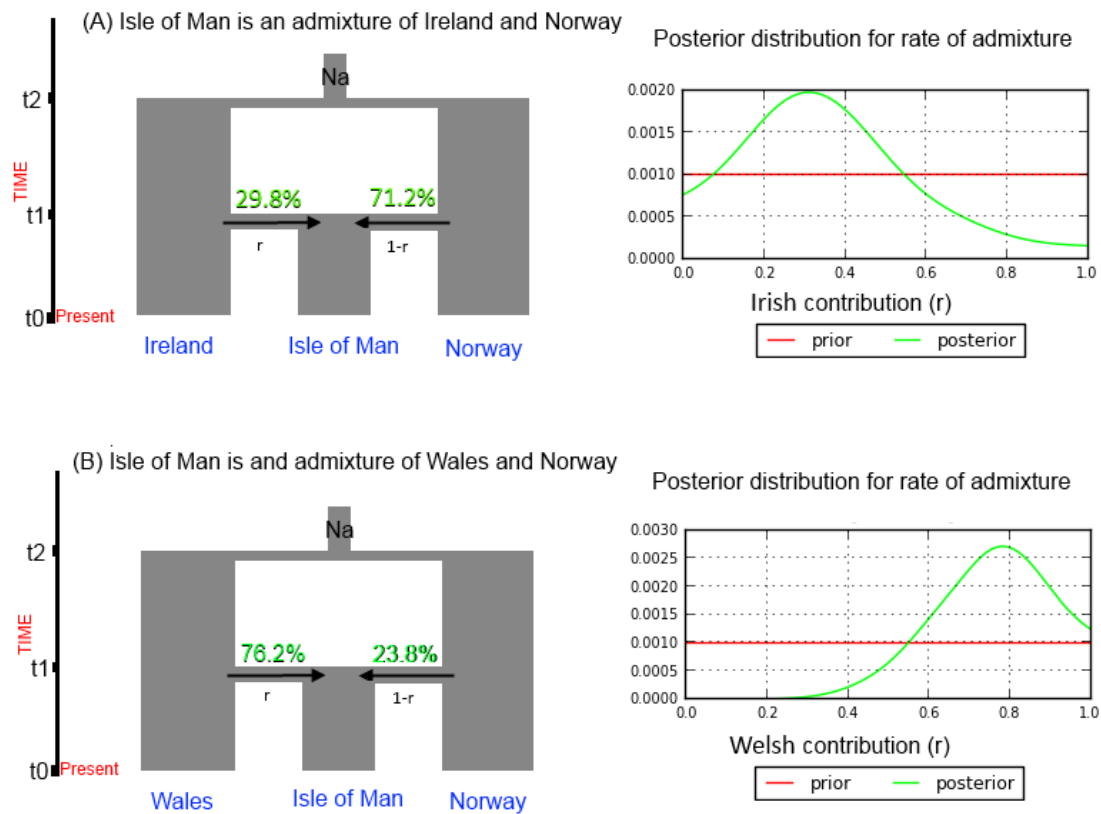 (A) Isle of Man is an admixture of Ireland and Norway
Na
t2
TIME
29.8%
71.2%
t1
r
1-r
t0
Present
Ireland
Isle of Man
Norway
Posterior distribution for rate of admixture
0.0020
0.0015
0.0010
0.0005
0.0000
0.0 0.2 0.4 0.6 0.8 1.0
Irish contribution (r)
prior posterior
(B) Isle of Man is and admixture of Wales and Norway
Na
t2
TIME
76.2%
23.8%
t1
r
1-r
t0
Present
Wales
Isle of Man
Norway
Posterior distribution for rate of admixture
0.0030
0.0025
0.0020
0.0015
0.0010
0.0005
0.0000
0.0 0.2 0.4 0.6 0.8 1.0
Welsh contribution (r)
prior posterior